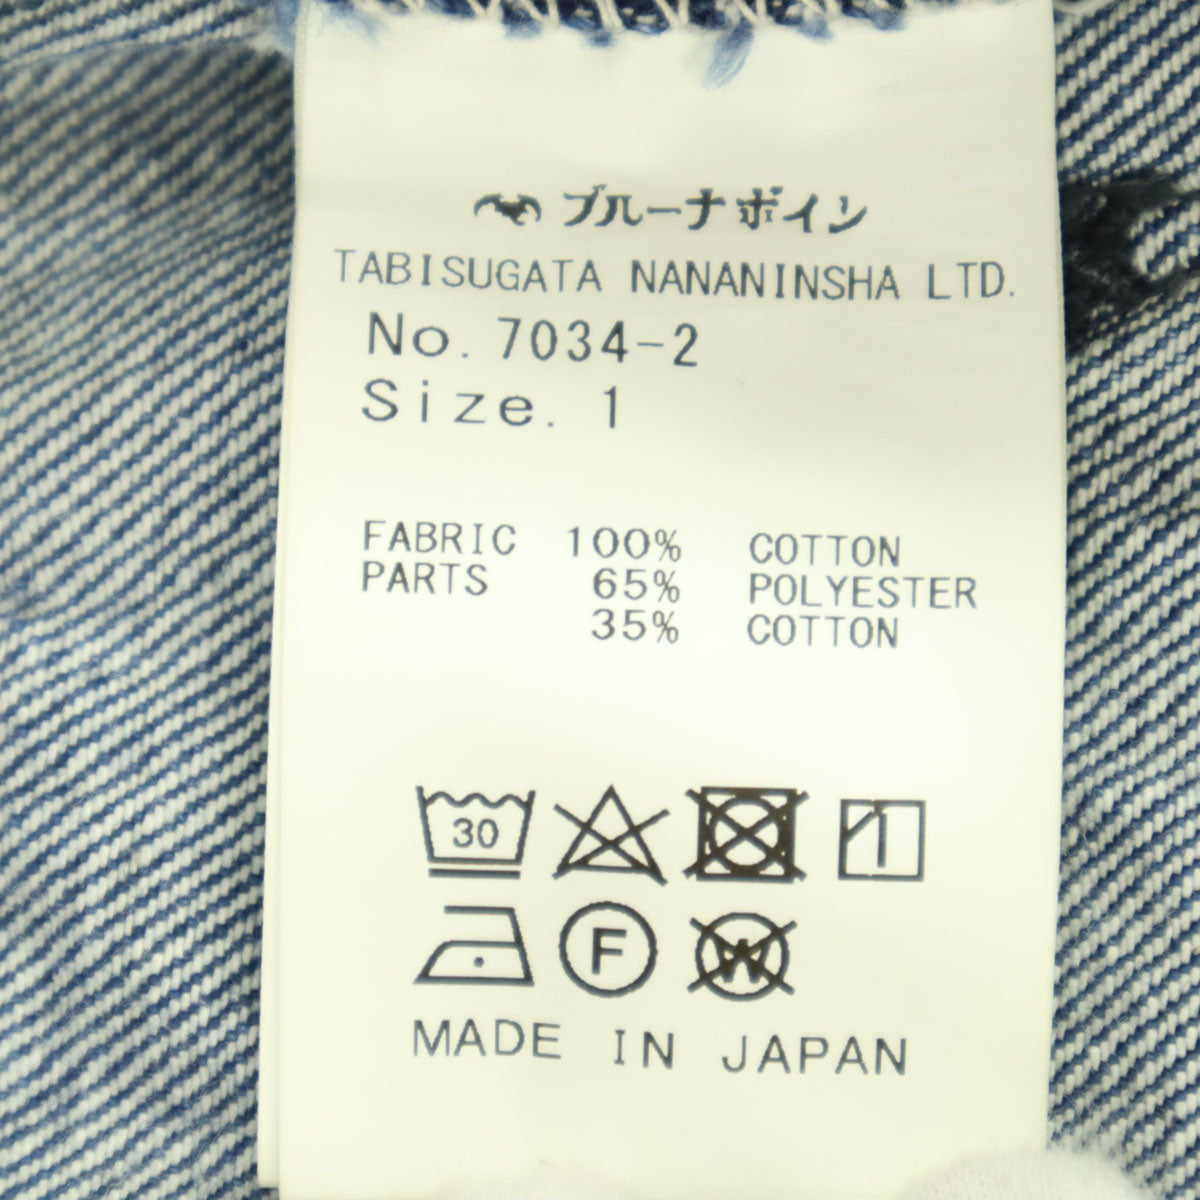 ブルーナボイン
TABISUGATA NANANINSHA LTD.
No. 7034-2
Size. 1
FABRIC 100% COTTON
PARTS 65% POLYESTER
35% COTTON
30
F W
MADE IN JAPAN